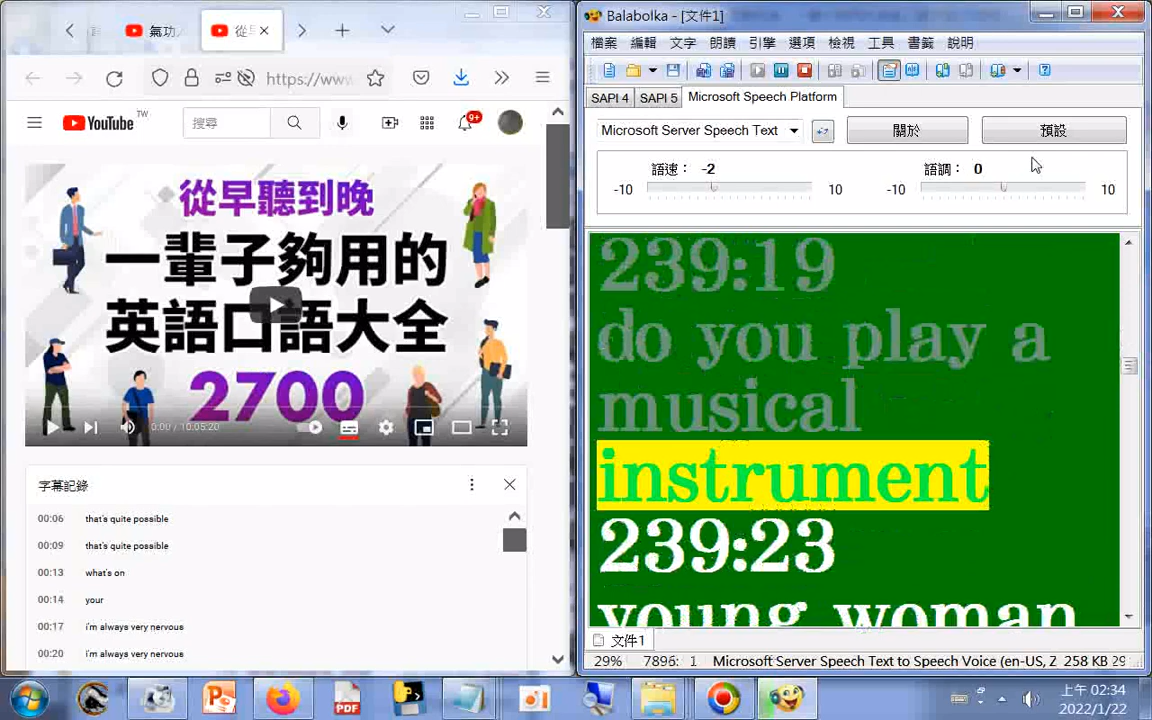 氣功
從早
https://www
YouTube TW
搜尋
9+
從早聽到晚
一輩子夠用的
英語口語大全
2700
0:00 / 10:05:20
字幕記錄
00:06 that's quite possible
00:09 that's quite possible
00:13 what's on
00:14 your
00:17 i'm always very nervous
00:20 i'm always very nervous
Balabolka - [文件1]
檔案 編輯 文字 朗讀 引擎 選項 檢視 工具 書籤 說明
SAPI 4 SAPI 5 Microsoft Speech Platform
Microsoft Server Speech Text 關於 預設
語速： -2 語調： 0
-10 10 -10 10
239:19
do you play a
musical
instrument
239:23
young woman
文件1
29% 7896: 1 Microsoft Server Speech Text to Speech Voice (en-US, Z 258 KB 29
PDF
上午 02:34
2022/1/22